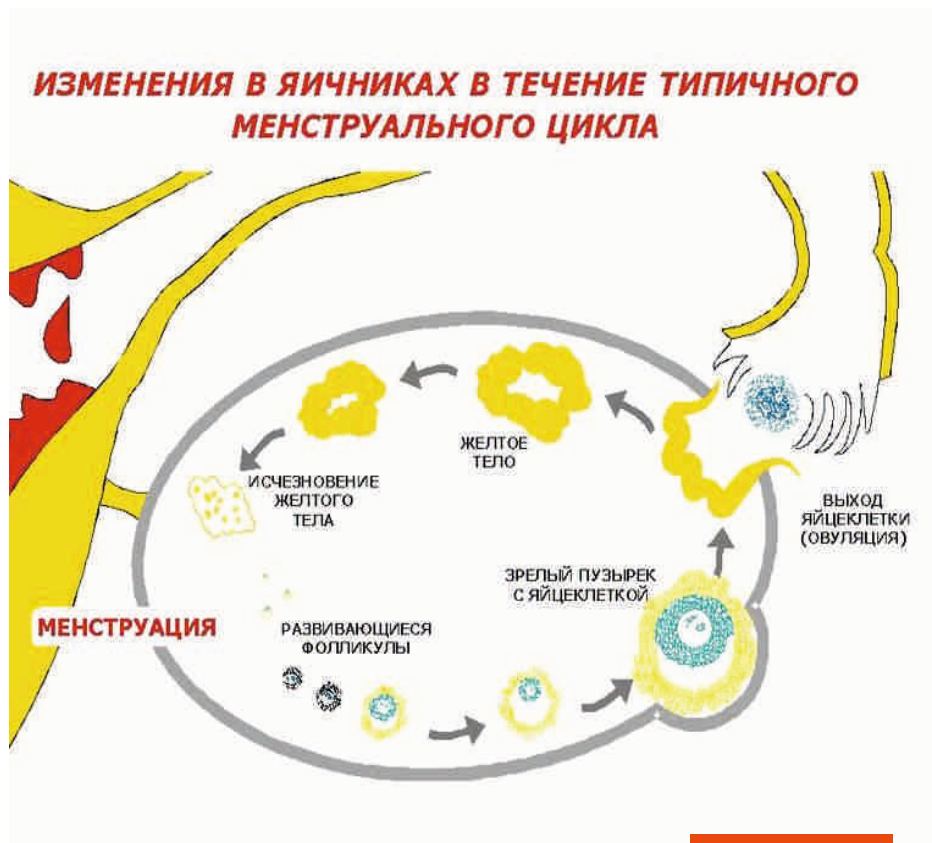 ИЗМЕНЕНИЯ В ЯИЧНИКАХ В ТЕЧЕНИЕ ТИПИЧНОГО
МЕНСТРУАЛЬНОГО ЦИКЛА
ЖЕЛТОЕ
ТЕЛО
ИСЧЕЗНОВЕНИЕ
ЖЕЛТОГО
ТЕЛА
ВЫХОД
ЯЙЦЕКЛЕТКИ
(ОВУЛЯЦИЯ)
ЗРЕЛЫЙ ПУЗЫРЕК
С ЯЙЦЕКЛЕТКОЙ
МЕНСТРУАЦИЯ
РАЗВИВАЮЩИЕСЯ
ФОЛЛИКУЛЫ